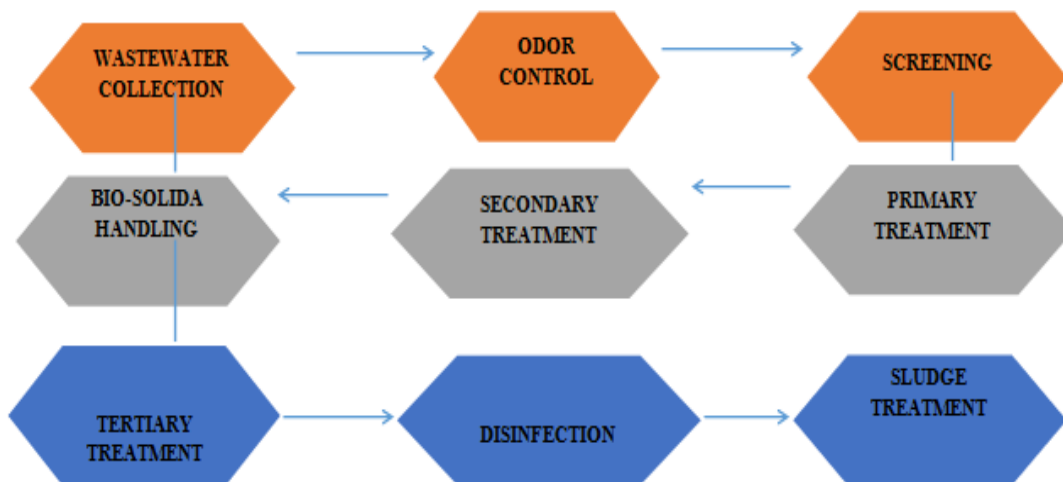 WASTEWATER
COLLECTION
ODOR
CONTROL
SCREENING
BIO-SOLIDA
HANDLING
SECONDARY
TREATMENT
PRIMARY
TREATMENT
TERTIARY
TREATMENT
DISINFECTION
SLUDGE
TREATMENT